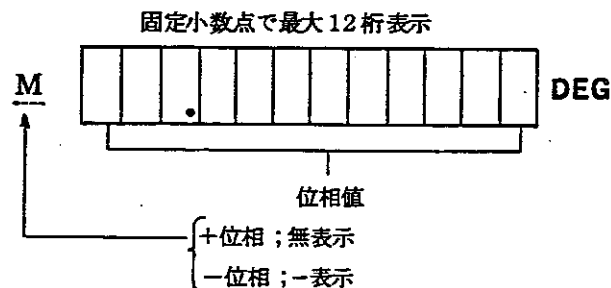 固定小数点で最大12桁表示
M
DEG
位相値
+位相；無表示
−位相；−表示